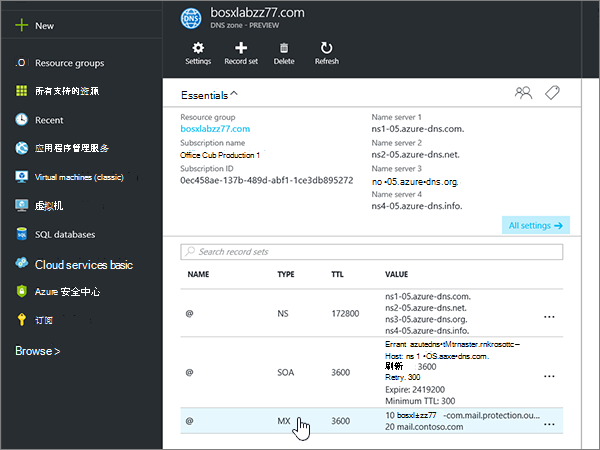 bosxlabzz77.com
DNS
DNS zone - PREVIEW
New
Settings
Record set
Delete
Refresh
Resource groups
所有支持的资源
Recent
应用程序管理服务
Virtual machines (classic)
虚拟机
SQL databases
Cloud services basic
Azure 安全中心
订阅
Browse >
Essentials
Resource group
bosxlabzz77.com
Subscription name
Office Cub Production 1
Subscription ID
0ec458ae-137b-489d-abf1-1ce3db895272
Name server 1
ns1-05.azure-dns.com.
Name server 2
ns2-05.azure-dns.net.
Name server 3
no •05.azure•dns.org.
Name server 4
ns4-05.azure-dns.info.
All settings →
Search record sets
NAME TYPE TTL VALUE
@ NS 172800
ns1-05.azure-dns.com.
ns2-05.azure-dns.net.
ns3-05.azure-dns.org.
ns4-05.azure-dns.info.
...
@ SOA 3600
Errant
Host: ns 1 •OS.aaxe•dns.com.
刷新 3600
Retry. 300
Expire: 2419200
Minimum TTL: 300
...
@ MX 3600
10 -com.mail.protection.ou...
20 mail.contoso.com
...